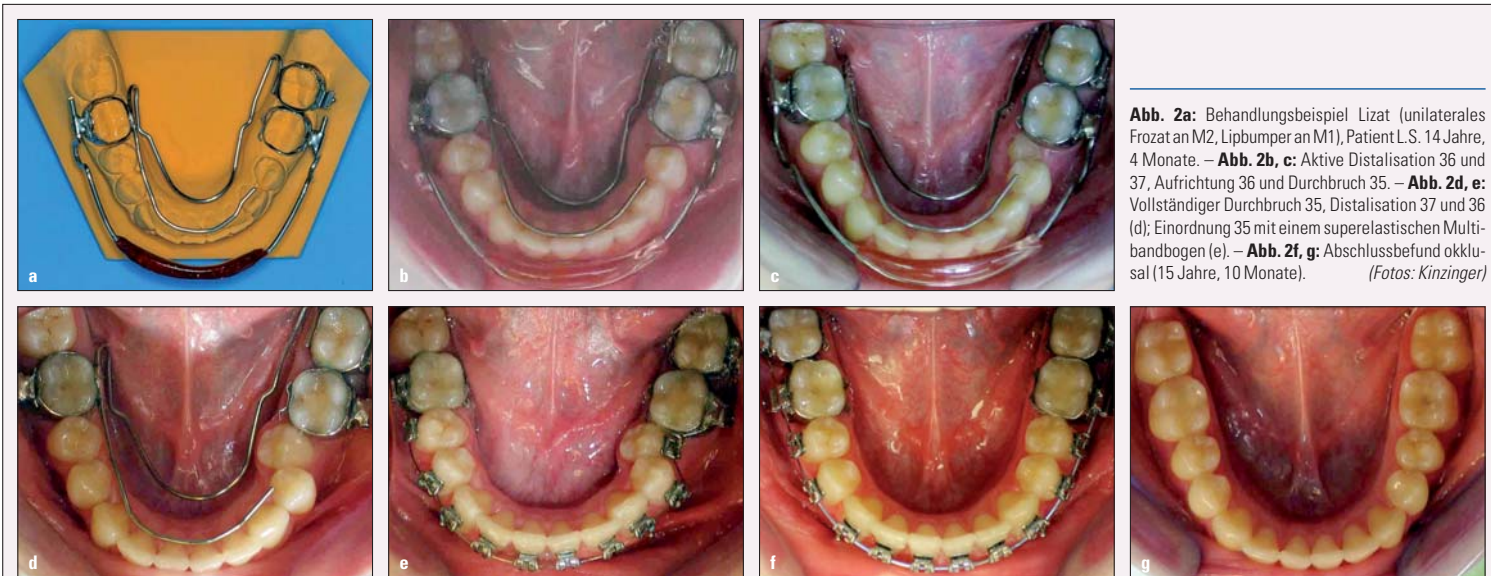 a
b
c
Abb. 2a: Behandlungsbeispiel Lizat (unilaterales
Frozat an M2, Lipbumper an M1), Patient L.S. 14 Jahre,
4 Monate. – Abb. 2b, c: Aktive Distalisation 36 und
37, Aufrichtung 36 und Durchbruch 35. – Abb. 2d, e:
Vollständiger Durchbruch 35, Distalisation 37 und 36
(d); Einordnung 35 mit einem superelastischen Multi-
bandbogen (e). – Abb. 2f, g: Abschlussbefund okklu-
sal (15 Jahre, 10 Monate). (Fotos: Kinzinger)
d
e
f
g